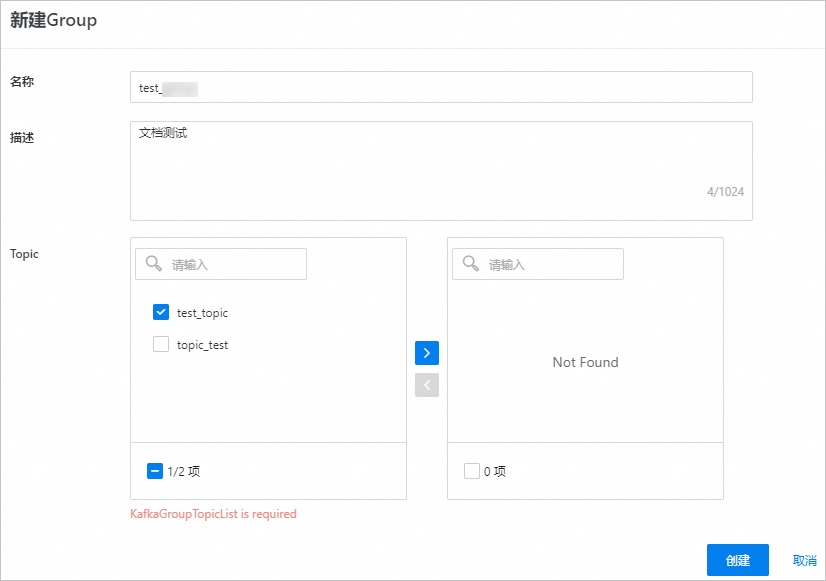 新建Group
名称
test_
描述
文档测试
4/1024
Topic
请输入
test_topic
topic_test
1/2 项
请输入
Not Found
0 项
KafkaGroupTopicList is required
创建
取消